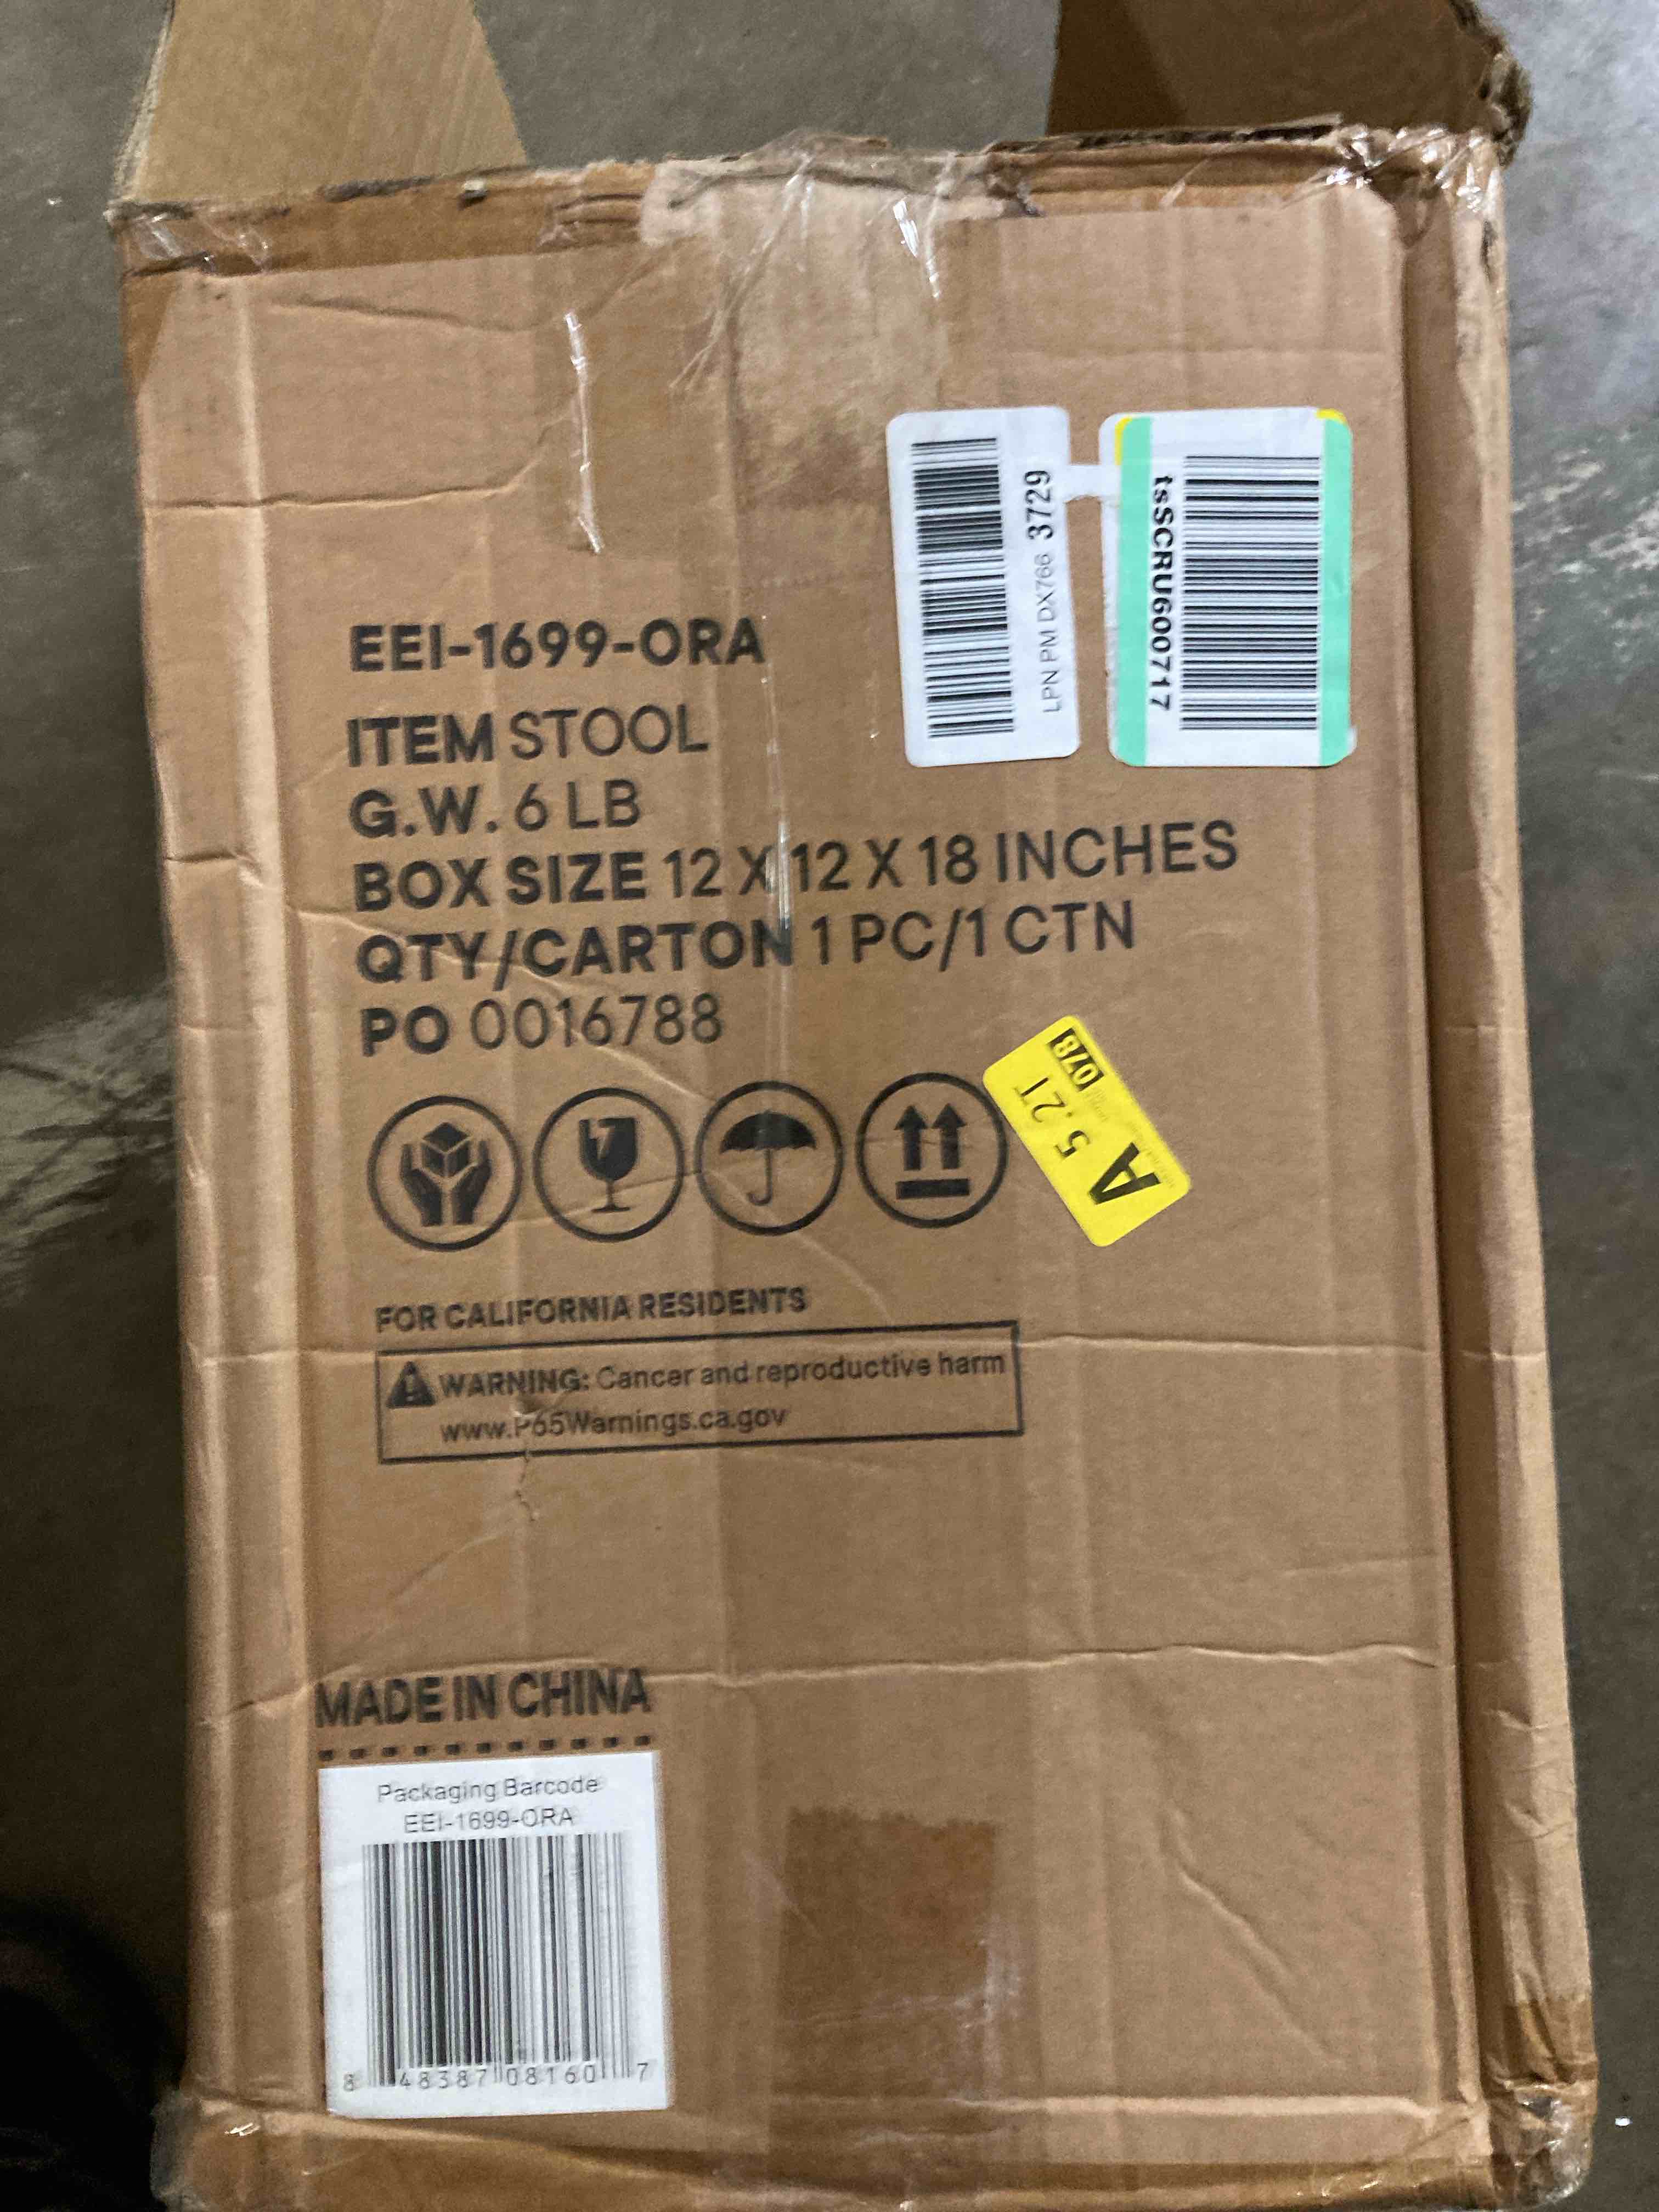 LPN PM DX766 3729
tsSCRU600717
EEI-1699-ORA
ITEM STOOL
G.W. 6 LB
BOX SIZE 12 X 12 X 18 INCHES
QTY/CARTON 1 PC/1 CTN
PO 0016788
A
5.21
07B
FOR CALIFORNIA RESIDENTS
WARNING: Cancer and reproductive harm
www.P65Warnings.ca.gov
MADE IN CHINA
Packaging Barcode
EEI-1699-ORA
8 48387 08160 7